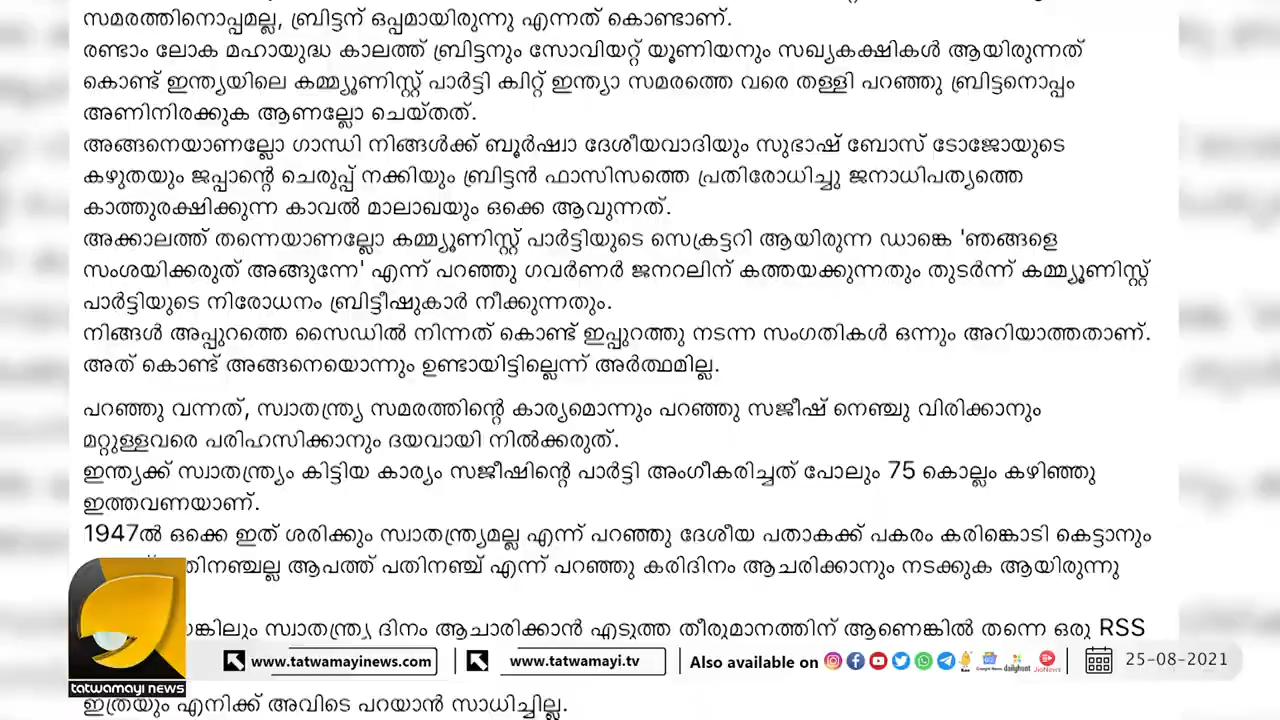 സമരത്തിനൊപ്പമല്ല, ബ്രിട്ടന് ഒപ്പമായിരുന്നു എന്നത് കൊണ്ടാണ്.
രണ്ടാം ലോക മഹായുദ്ധ കാലത്ത് ബ്രിട്ടനും സോവിയറ്റ് യൂണിയനും സഖ്യകക്ഷികൾ ആയിരുന്നത്
കൊണ്ട് ഇന്ത്യയിലെ കമ്മ്യൂണിസ്റ്റ് പാർട്ടി ക്വിറ്റ് ഇന്ത്യാ സമരത്തെ വരെ തള്ളി പറഞ്ഞു ബ്രിട്ടനൊപ്പം
അണിനിരക്കുക ആണല്ലോ ചെയ്തത്.
അങ്ങനെയാണല്ലോ ഗാന്ധി നിങ്ങൾക്ക് ബൂർഷ്വാ ദേശീയവാദിയും സുഭാഷ് ബോസ് ടോജോയുടെ
കഴുതയും ജപ്പാന്റെ ചെരുപ്പ് നക്കിയും ബ്രിട്ടൻ ഫാസിസത്തെ പ്രതിരോധിച്ചു ജനാധിപത്യത്തെ
കാത്തുരക്ഷിക്കുന്ന കാവൽ മാലാഖയും ഒക്കെ ആവുന്നത്.
അക്കാലത്ത് തന്നെയാണല്ലോ കമ്മ്യൂണിസ്റ്റ് പാർട്ടിയുടെ സെക്രട്ടറി ആയിരുന്ന ഡാങ്കെ 'ഞങ്ങളെ
സംശയിക്കരുത് അങ്ങുന്നേ' എന്ന് പറഞ്ഞു ഗവർണർ ജനറലിന് കത്തയക്കുന്നതും തുടർന്ന് കമ്മ്യൂണിസ്റ്റ്
പാർട്ടിയുടെ നിരോധനം ബ്രിട്ടീഷുകാർ നീക്കുന്നതും.
നിങ്ങൾ അപ്പുറത്തെ സൈഡിൽ നിന്നത് കൊണ്ട് ഇപ്പുറത്തു നടന്ന സംഗതികൾ ഒന്നും അറിയാത്തതാണ്.
അത് കൊണ്ട് അങ്ങനെയൊന്നും ഉണ്ടായിട്ടില്ലെന്ന് അർത്ഥമില്ല.
പറഞ്ഞു വന്നത്, സ്വാതന്ത്ര്യ സമരത്തിന്റെ കാര്യമൊന്നും പറഞ്ഞു സജീഷ് നെഞ്ചു വിരിക്കാനും
മറ്റുള്ളവരെ പരിഹസിക്കാനും ദയവായി നിൽക്കരുത്.
ഇന്ത്യക്ക് സ്വാതന്ത്ര്യം കിട്ടിയ കാര്യം സജീഷിന്റെ പാർട്ടി അംഗീകരിച്ചത് പോലും 75 കൊല്ലം കഴിഞ്ഞു
ഇത്തവണയാണ്.
1947ൽ ഒക്കെ ഇത് ശരിക്കും സ്വാതന്ത്ര്യമല്ല എന്ന് പറഞ്ഞു ദേശീയ പതാകക്ക് പകരം കരിങ്കൊടി കെട്ടാനും
ആപത്ത് പതിനഞ്ച് എന്ന് പറഞ്ഞു കരിദിനം ആചരിക്കാനും നടക്കുക ആയിരുന്നു
സ്വാതന്ത്ര്യ ദിനം ആചാരിക്കാൻ എടുത്ത തീരുമാനത്തിന് ആണെങ്കിൽ തന്നെ ഒരു RSS
www.tatwamayinews.com www.tatwamayi.tv Also available on 25-08-2021
tatwamayi news
ഇത്രയും എനിക്ക് അവിടെ പറയാൻ സാധിച്ചില്ല.